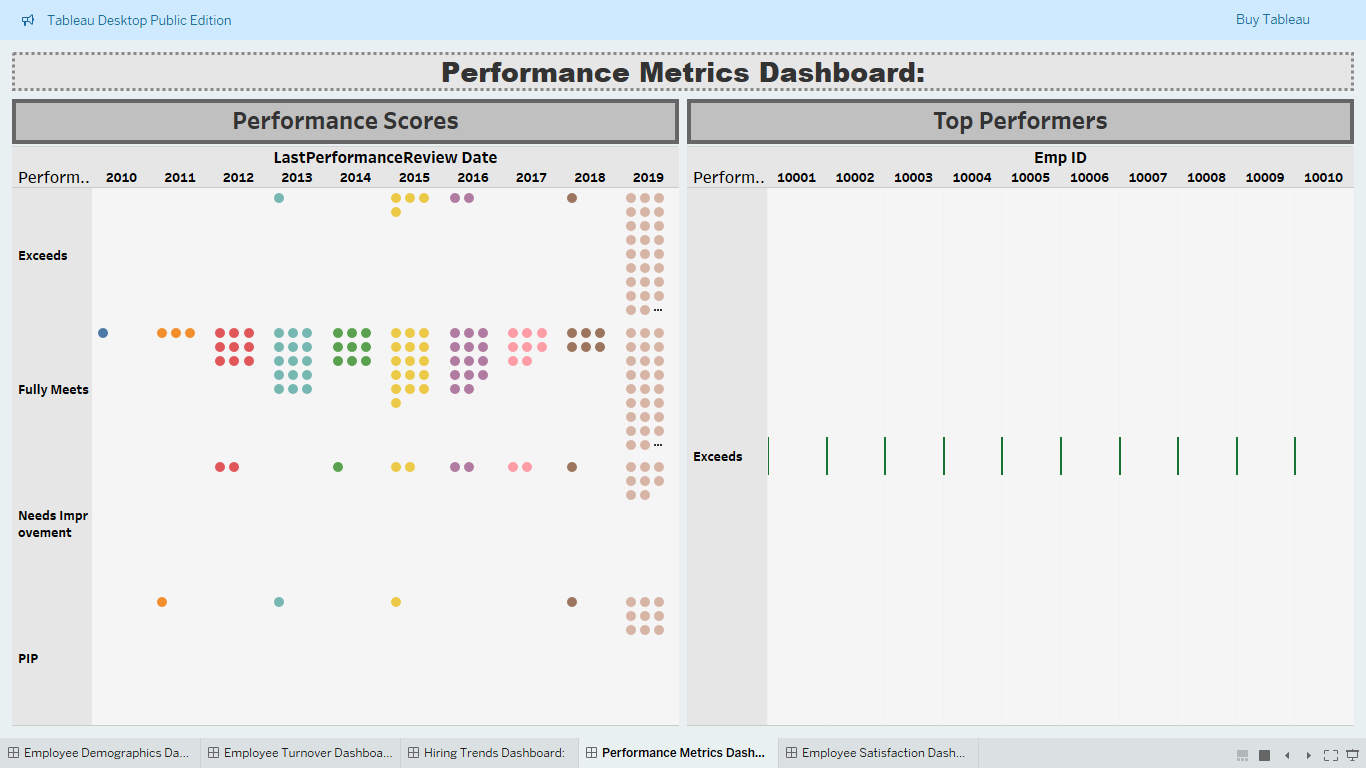 Tableau Desktop Public Edition
Buy Tableau
Performance Metrics Dashboard:
Performance Scores
LastPerformanceReview Date
Perform.. 2010 2011 2012 2013 2014 2015 2016 2017 2018 2019
Exceeds
...
Fully Meets
...
Needs Impr
ovement
PIP
Top Performers
Emp ID
Perform.. 10001 10002 10003 10004 10005 10006 10007 10008 10009 10010
Exceeds
Employee Demographics Da...
Employee Turnover Dashboa...
Hiring Trends Dashboard:
Performance Metrics Dash...
Employee Satisfaction Dash...